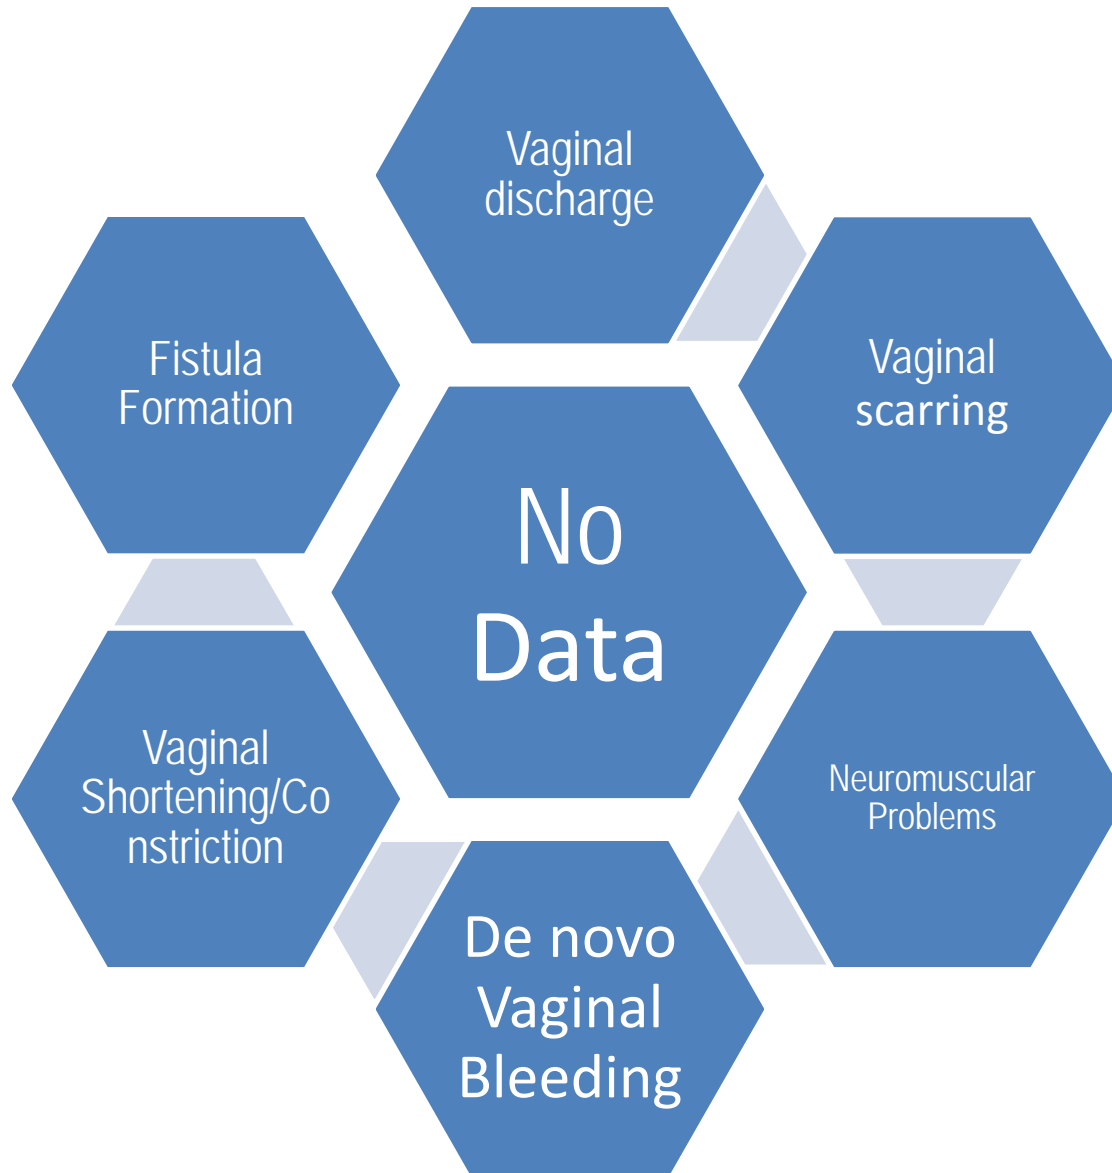 Vaginal
discharge
Vaginal
scarring
Fistula
Formation
No
Data
Neuromuscular
Problems
Vaginal
Shortening/Co
nstriction
De novo
Vaginal
Bleeding